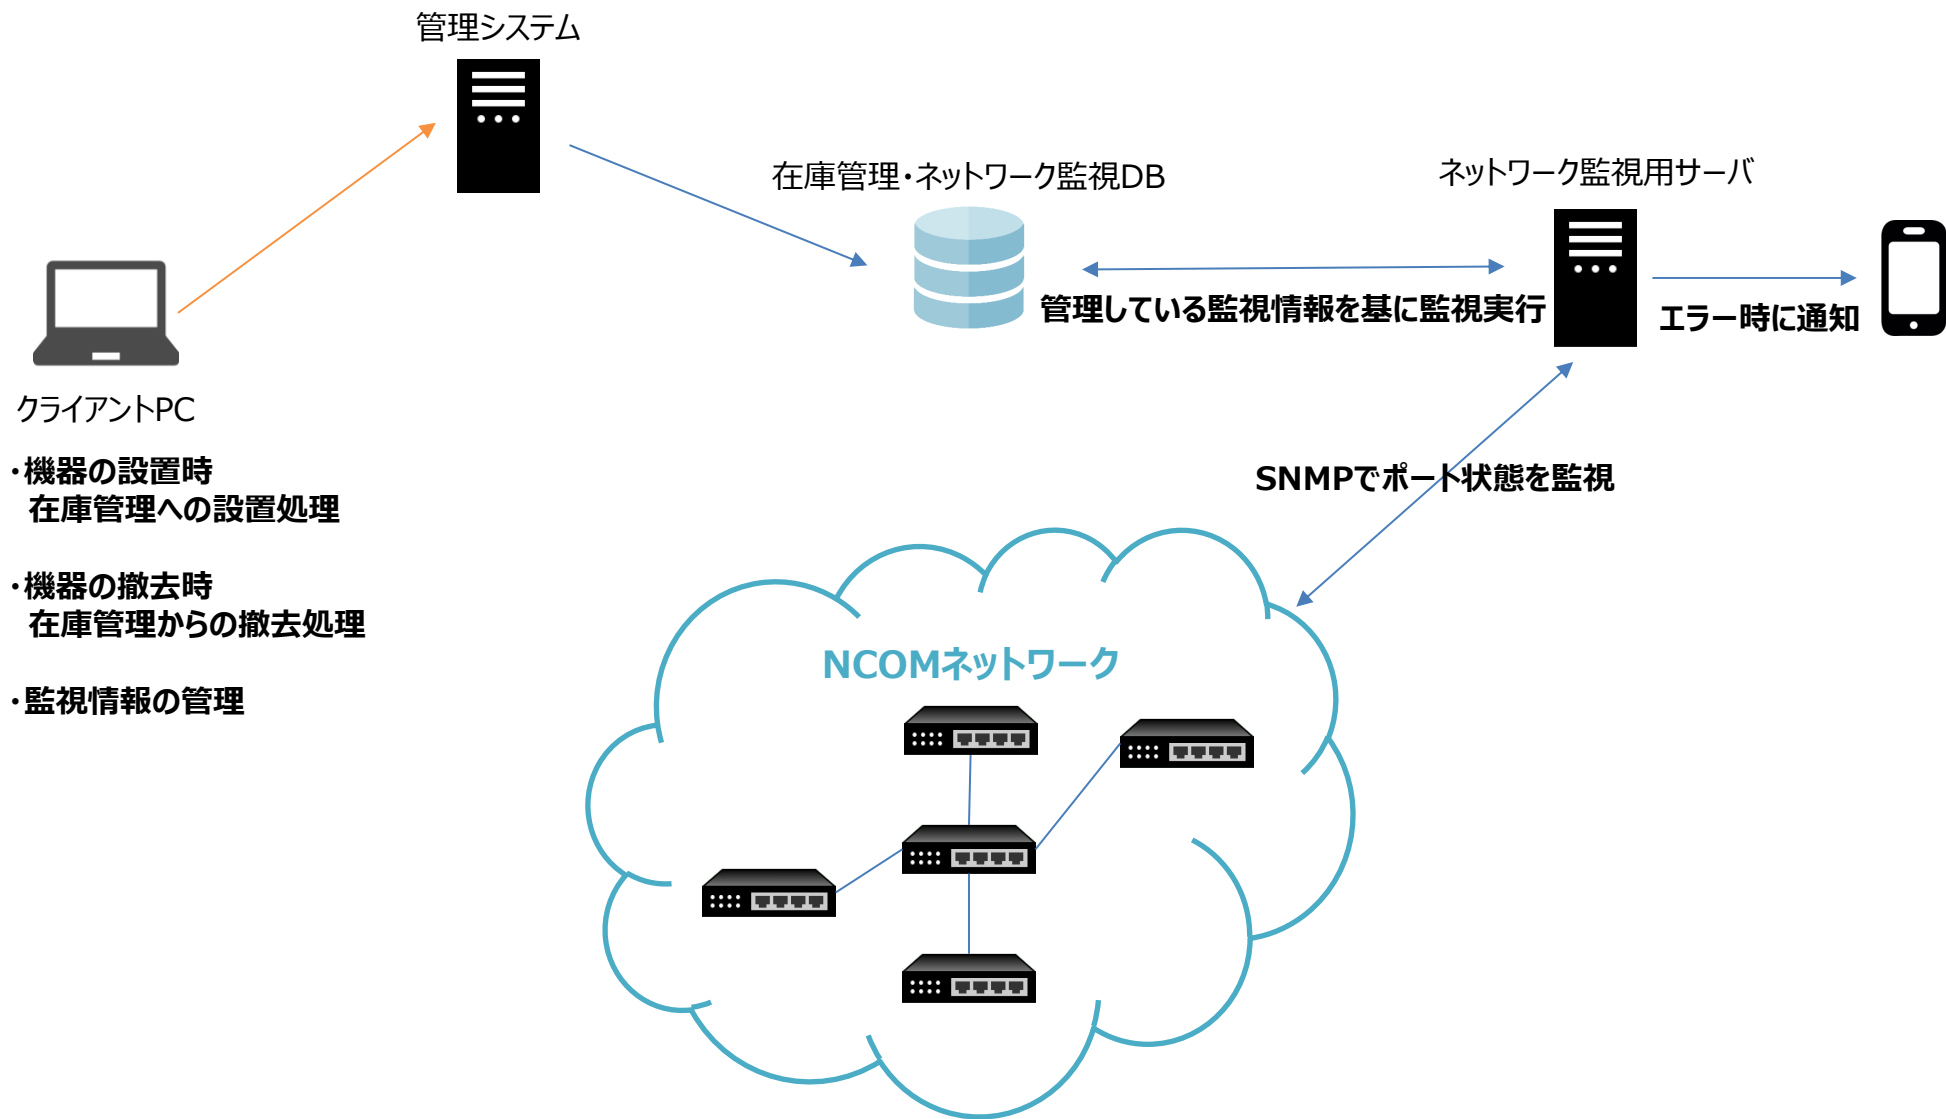 管理システム
在庫管理・ネットワーク監視DB
ネットワーク監視用サーバ
管理している監視情報を基に監視実行
エラー時に通知
クライアントPC
・機器の設置時
在庫管理への設置処理
・機器の撤去時
在庫管理からの撤去処理
・監視情報の管理
SNMPでポート状態を監視
NCOMネットワーク